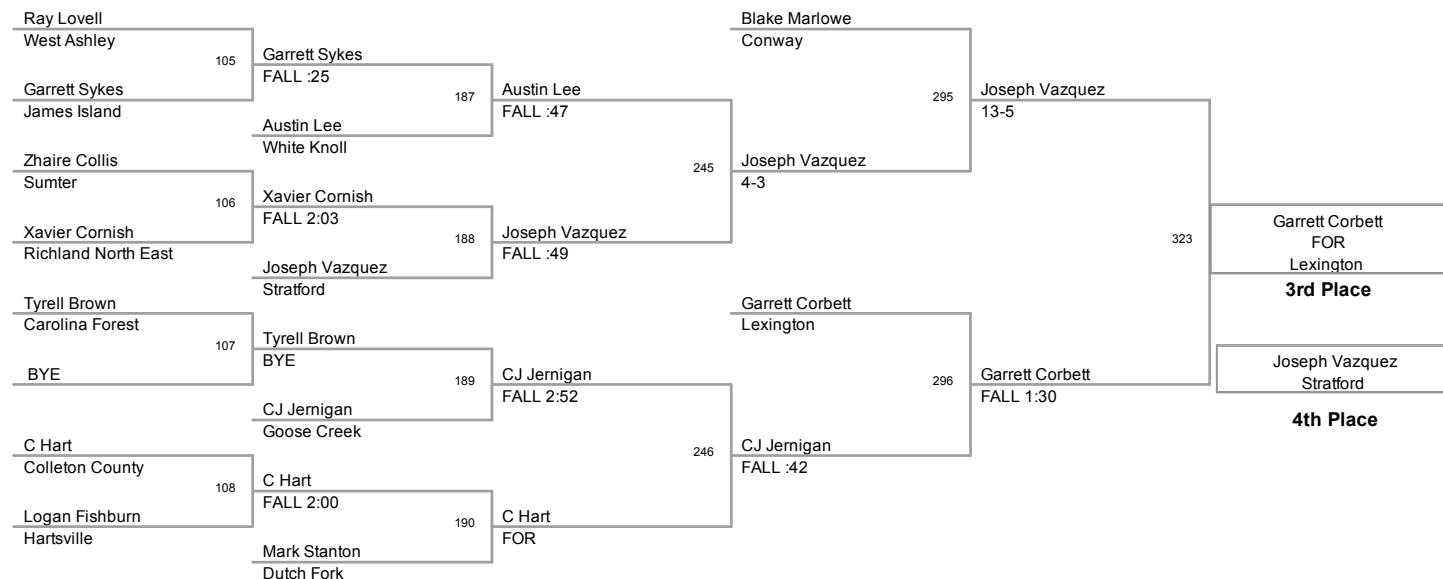 Ray Lovell
West Ashley
105
Garrett Sykes
James Island
Zhaire Collis
Sumter
106
Xavier Cornish
Richland North East
Tyrell Brown
Carolina Forest
107
BYE
C Hart
Colleton County
108
Logan Fishburn
Hartsville
Garrett Sykes
FALL :25
187
Austin Lee
White Knoll
Xavier Cornish
FALL 2:03
188
Joseph Vazquez
Stratford
Tyrell Brown
BYE
189
CJ Jernigan
Goose Creek
C Hart
FALL 2:00
190
Mark Stanton
Dutch Fork
Austin Lee
FALL :47
245
Joseph Vazquez
FALL :49
CJ Jernigan
FALL 2:52
246
C Hart
FOR
Blake Marlowe
Conway
295
Joseph Vazquez
4-3
Garrett Corbett
Lexington
296
CJ Jernigan
FALL :42
Joseph Vazquez
13-5
323
Garrett Corbett
FALL 1:30
Garrett Corbett
FOR
Lexington
3rd Place
Joseph Vazquez
Stratford
4th Place